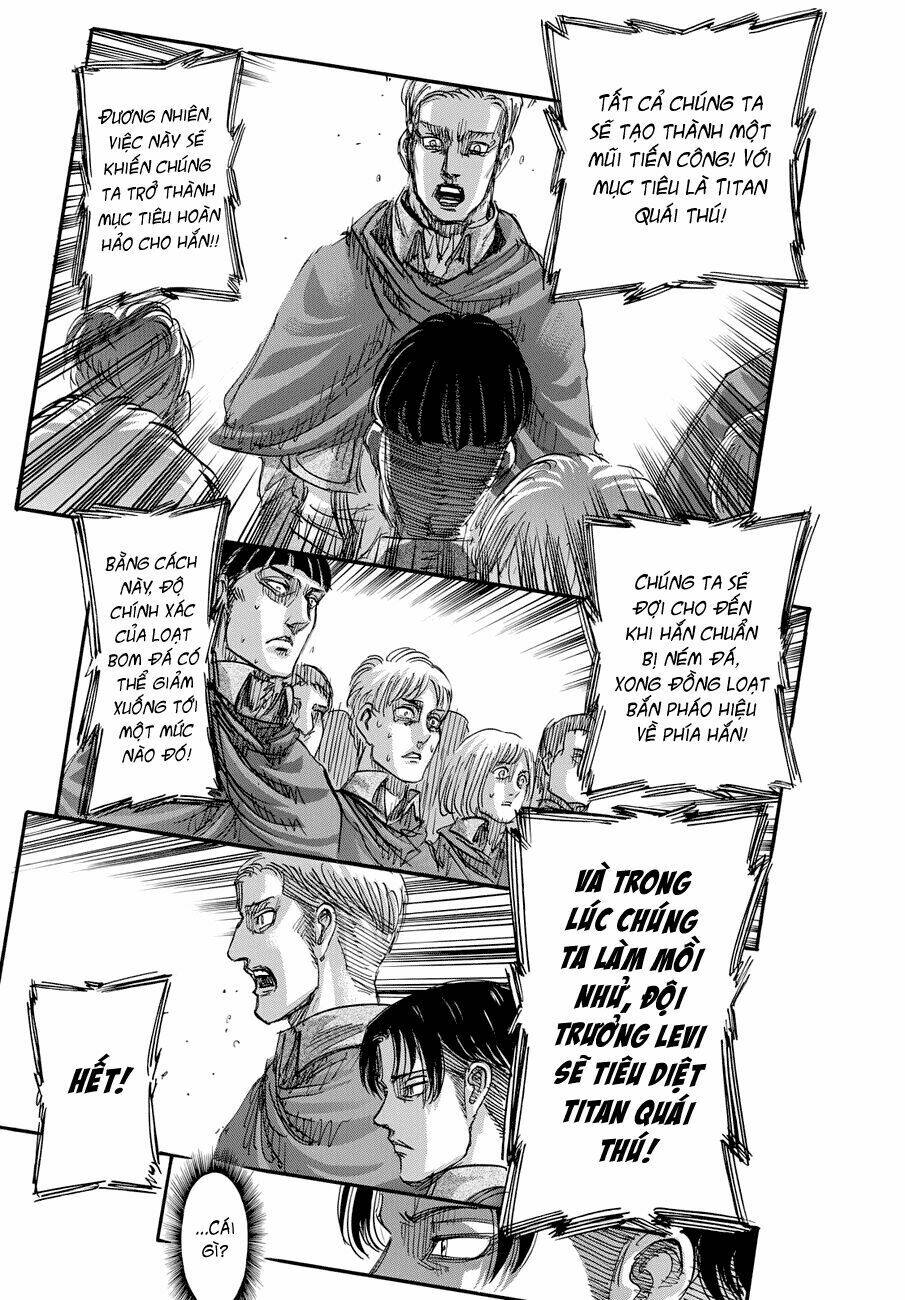 TẤT CẢ CHÚNG TA
SẼ TẠO THÀNH MỘT
MŨI TIẾN CÔNG! VỚI
MỤC TIÊU LÀ TITAN
QUÁI THÚ!
ĐƯƠNG NHIÊN,
VIỆC NÀY SẼ
KHIẾN CHÚNG
TA TRỞ THÀNH
MỤC TIÊU HOÀN
HẢO CHO HẮN!!
CHÚNG TA SẼ
ĐỢI CHO ĐẾN
KHI HẮN CHUẨN
BỊ NÉM ĐÁ,
XONG ĐỒNG LOẠT
BẮN PHÁO HIỆU
VỀ PHÍA HẮN!
BẰNG CÁCH
NÀY, ĐỘ
CHÍNH XÁC
CỦA LOẠT
BOM ĐÁ CÓ
THỂ GIẢM
XUỐNG TỚI
MỘT MỨC
NÀO ĐÓ!
VÀ TRONG
LÚC CHÚNG
TA LÀM MỒI
NHỬ, ĐỘI
TRƯỞNG LEVI
SẼ TIÊU DIỆT
TITAN QUÁI
THÚ!
HẾT!
...CÁI
GÌ?